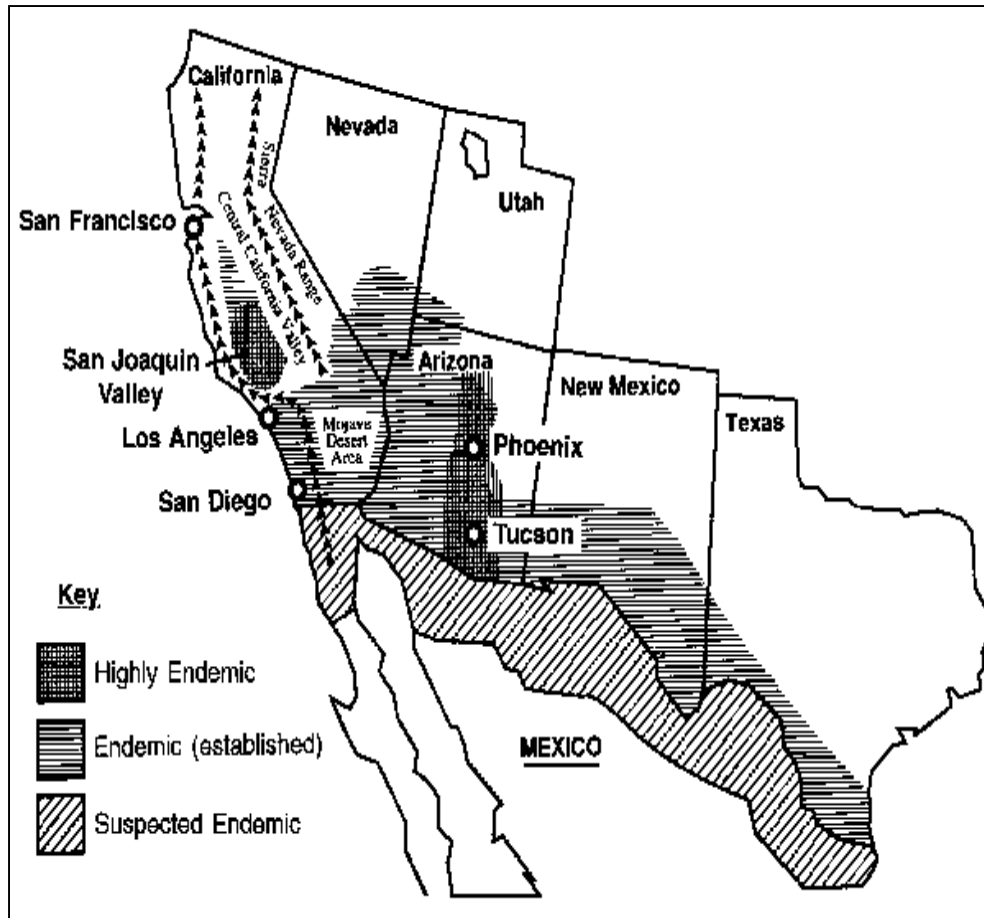 California
Nevada
Utah
San Francisco
Sierra
Nevada Range
Central California Valley
San Joaquin
Valley
Arizona
New Mexico
Texas
Los Angeles
Mojave
Desert
Area
Phoenix
San Diego
Tucson
Key
Highly Endemic
Endemic (established)
Suspected Endemic
MEXICO